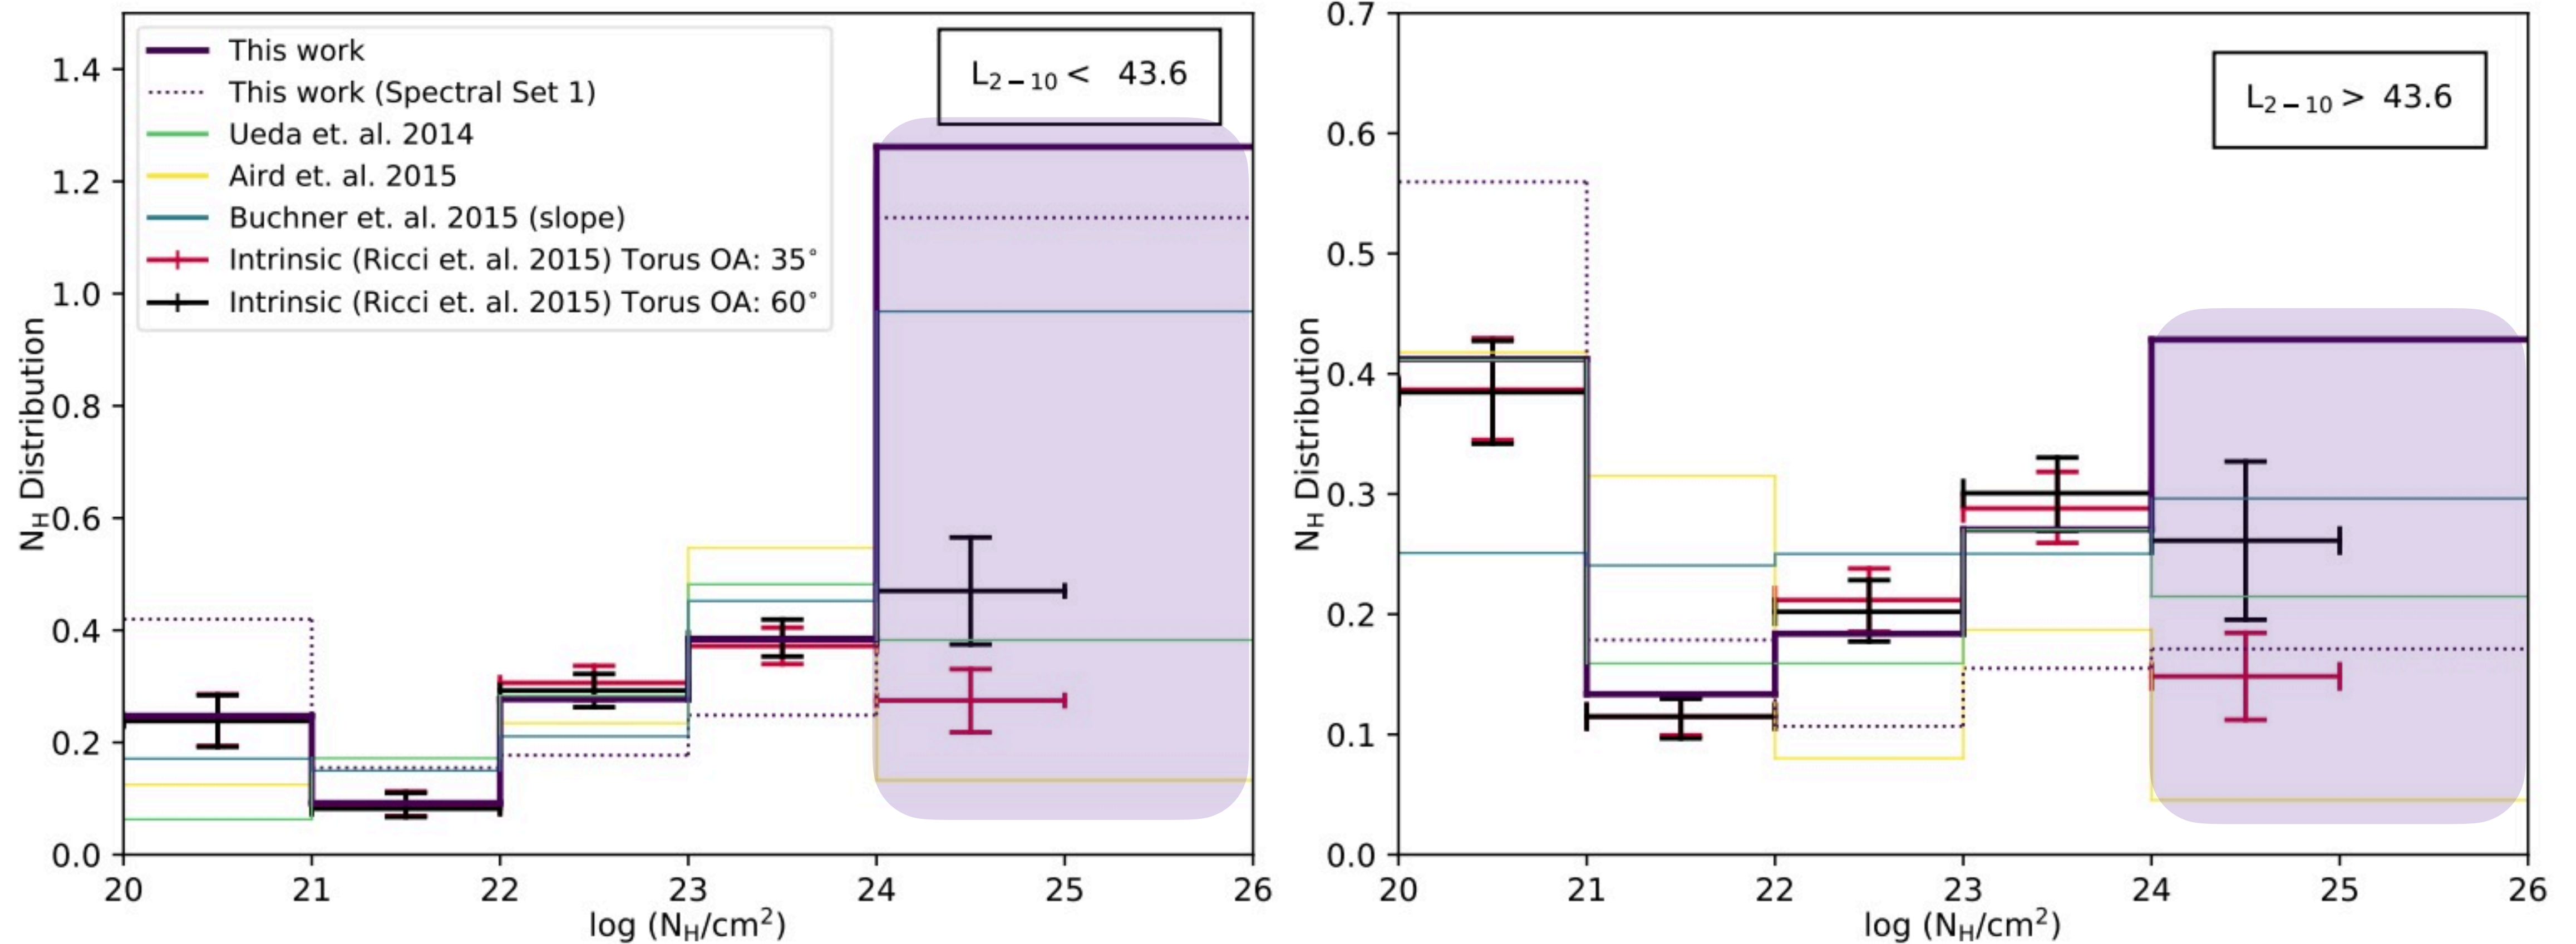 This work
This work (Spectral Set 1)
Ueda et. al. 2014
Aird et. al. 2015
Buchner et. al. 2015 (slope)
Intrinsic (Ricci et. al. 2015) Torus OA: 35°
Intrinsic (Ricci et. al. 2015) Torus OA: 60°
L₂₋₁₀ < 43.6
N_H Distribution
1.4
1.2
1.0
0.8
0.6
0.4
0.2
0.0
20 21 22 23 24 25 26
log (N_H/cm²)
L₂₋₁₀ > 43.6
N_H Distribution
0.7
0.6
0.5
0.4
0.3
0.2
0.1
0.0
20 21 22 23 24 25 26
log (N_H/cm²)